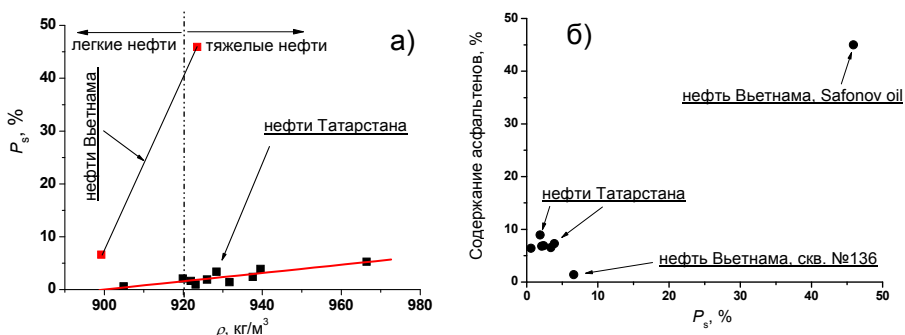 50
40
30
20
10
0
900
920
940
960
980
P_s, %
ρ, кг/м³
легкие нефти
тяжелые нефти
а)
нефти Вьетнама
нефти Татарстана
50
40
30
20
10
0
0
10
20
30
40
50
Содержание асфальтенов, %
P_s, %
б)
нефть Вьетнама, Safonov oil
нефти Татарстана
нефть Вьетнама, скв. №136